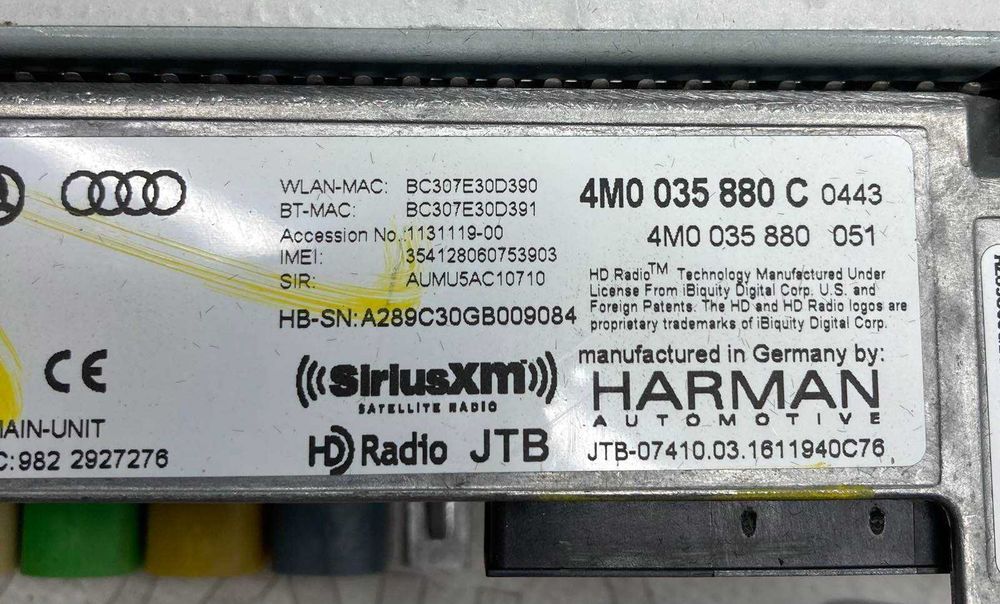 WLAN-MAC: BC307E30D390
BT-MAC: BC307E30D391
Accession No.: 1131119-00
IMEI: 354128060753903
SIR: AUMU5AC10710
HB-SN: A289C30GB009084
4M0 035 880 C 0443
4M0 035 880 051
HD Radio™ Technology Manufactured Under
License From iBiquity Digital Corp. U.S. and
Foreign Patents. The HD and HD Radio logos are
proprietary trademarks of iBiquity Digital Corp.
CE
AIN-UNIT
C:982 2927276
((SiriusXM))
SATELLITE RADIO
HD Radio JTB
manufactured in Germany by:
HARMAN
AUTOMOTIVE
JTB-07410.03.1611940C76